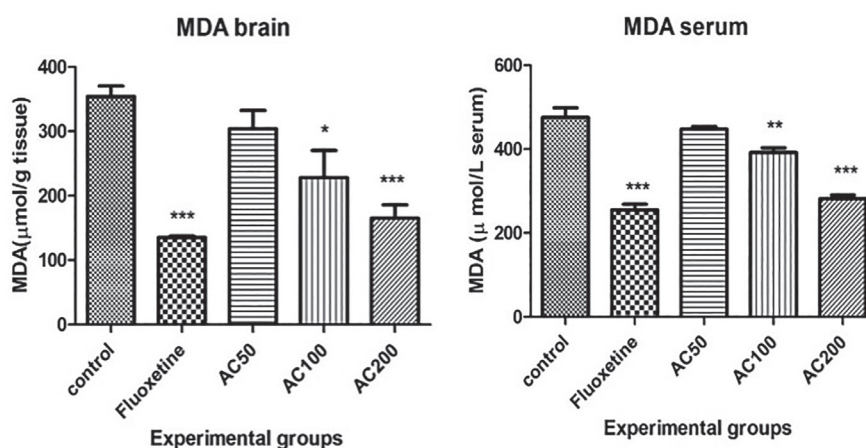 MDA brain
MDA(μmol/g tissue)
400
300
200
100
0
***
*
***
control
Fluoxetine
AC50
AC100
AC200
Experimental groups
MDA serum
MDA (μ mol/L serum)
600
400
200
0
***
**
***
control
Fluoxetine
AC50
AC100
AC200
Experimental groups